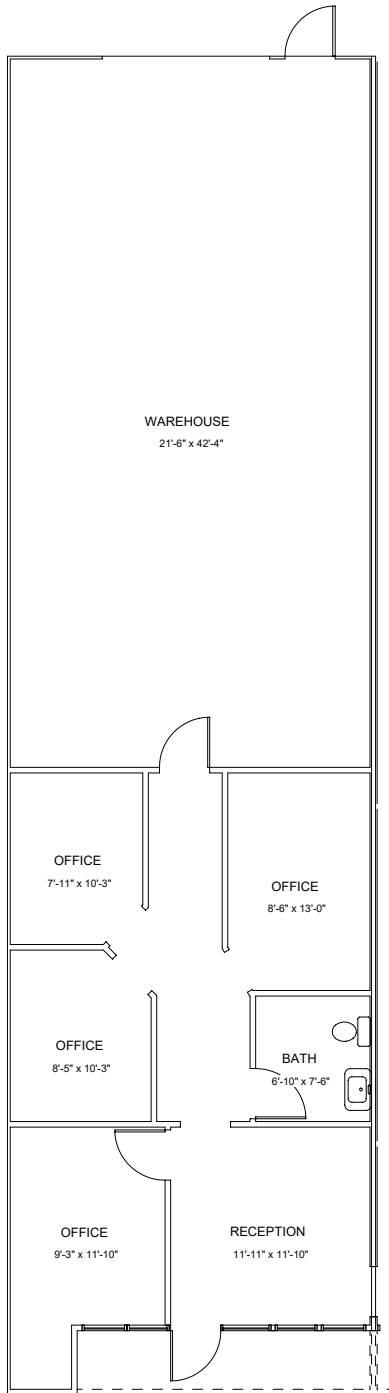 WAREHOUSE
21'-6" x 42'-4"
OFFICE
7'-11" x 10'-3"
OFFICE
8'-6" x 13'-0"
OFFICE
8'-5" x 10'-3"
BATH
6'-10" x 7'-6"
OFFICE
9'-3" x 11'-10"
RECEPTION
11'-11" x 11'-10"